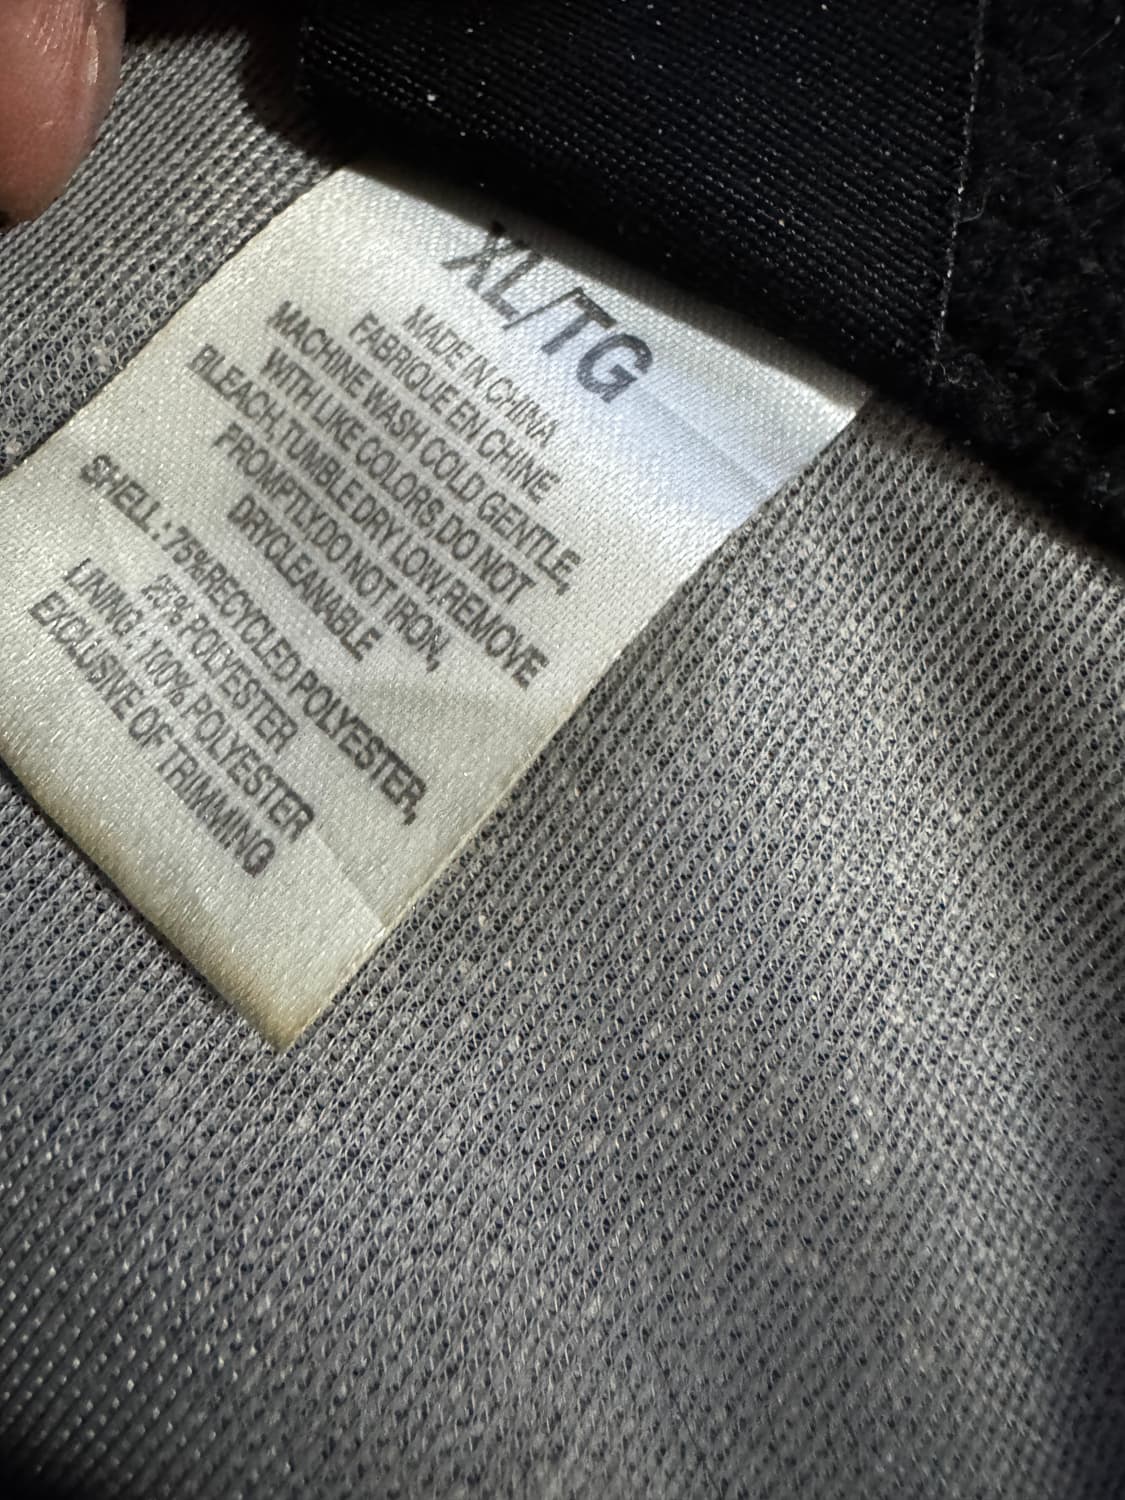 XL/TG
MADE IN CHINA
FABRIQUE EN CHINE
MACHINE WASH COLD GENTLE,
WITH LIKE COLORS DO NOT
BLEACH, TUMBLE DRY LOW, REMOVE
PROMPTLY.DO NOT IRON,
DRYCLEANABLE
SHELL : 75%RECYCLED POLYESTER,
25% POLYESTER
LINING : 100% POLYESTER
EXCLUSIVE OF TRIMMING